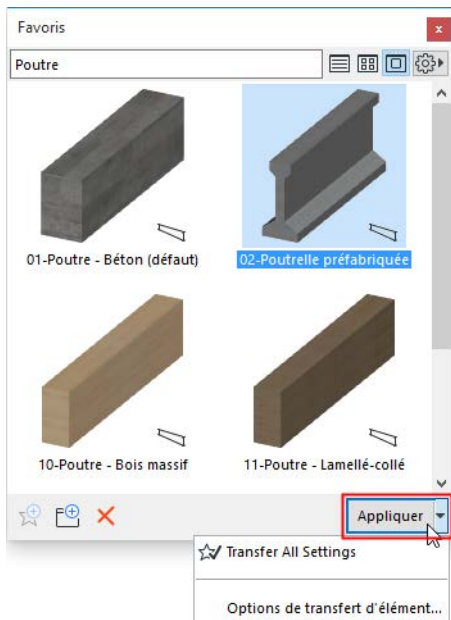 Favoris
Poutre
01-Poutre - Béton (défaut)
02-Poutrelle préfabriquée
10-Poutre - Bois massif
11-Poutre - Lamellé-collé
Appliquer
Transfer All Settings
Options de transfert d'élément...